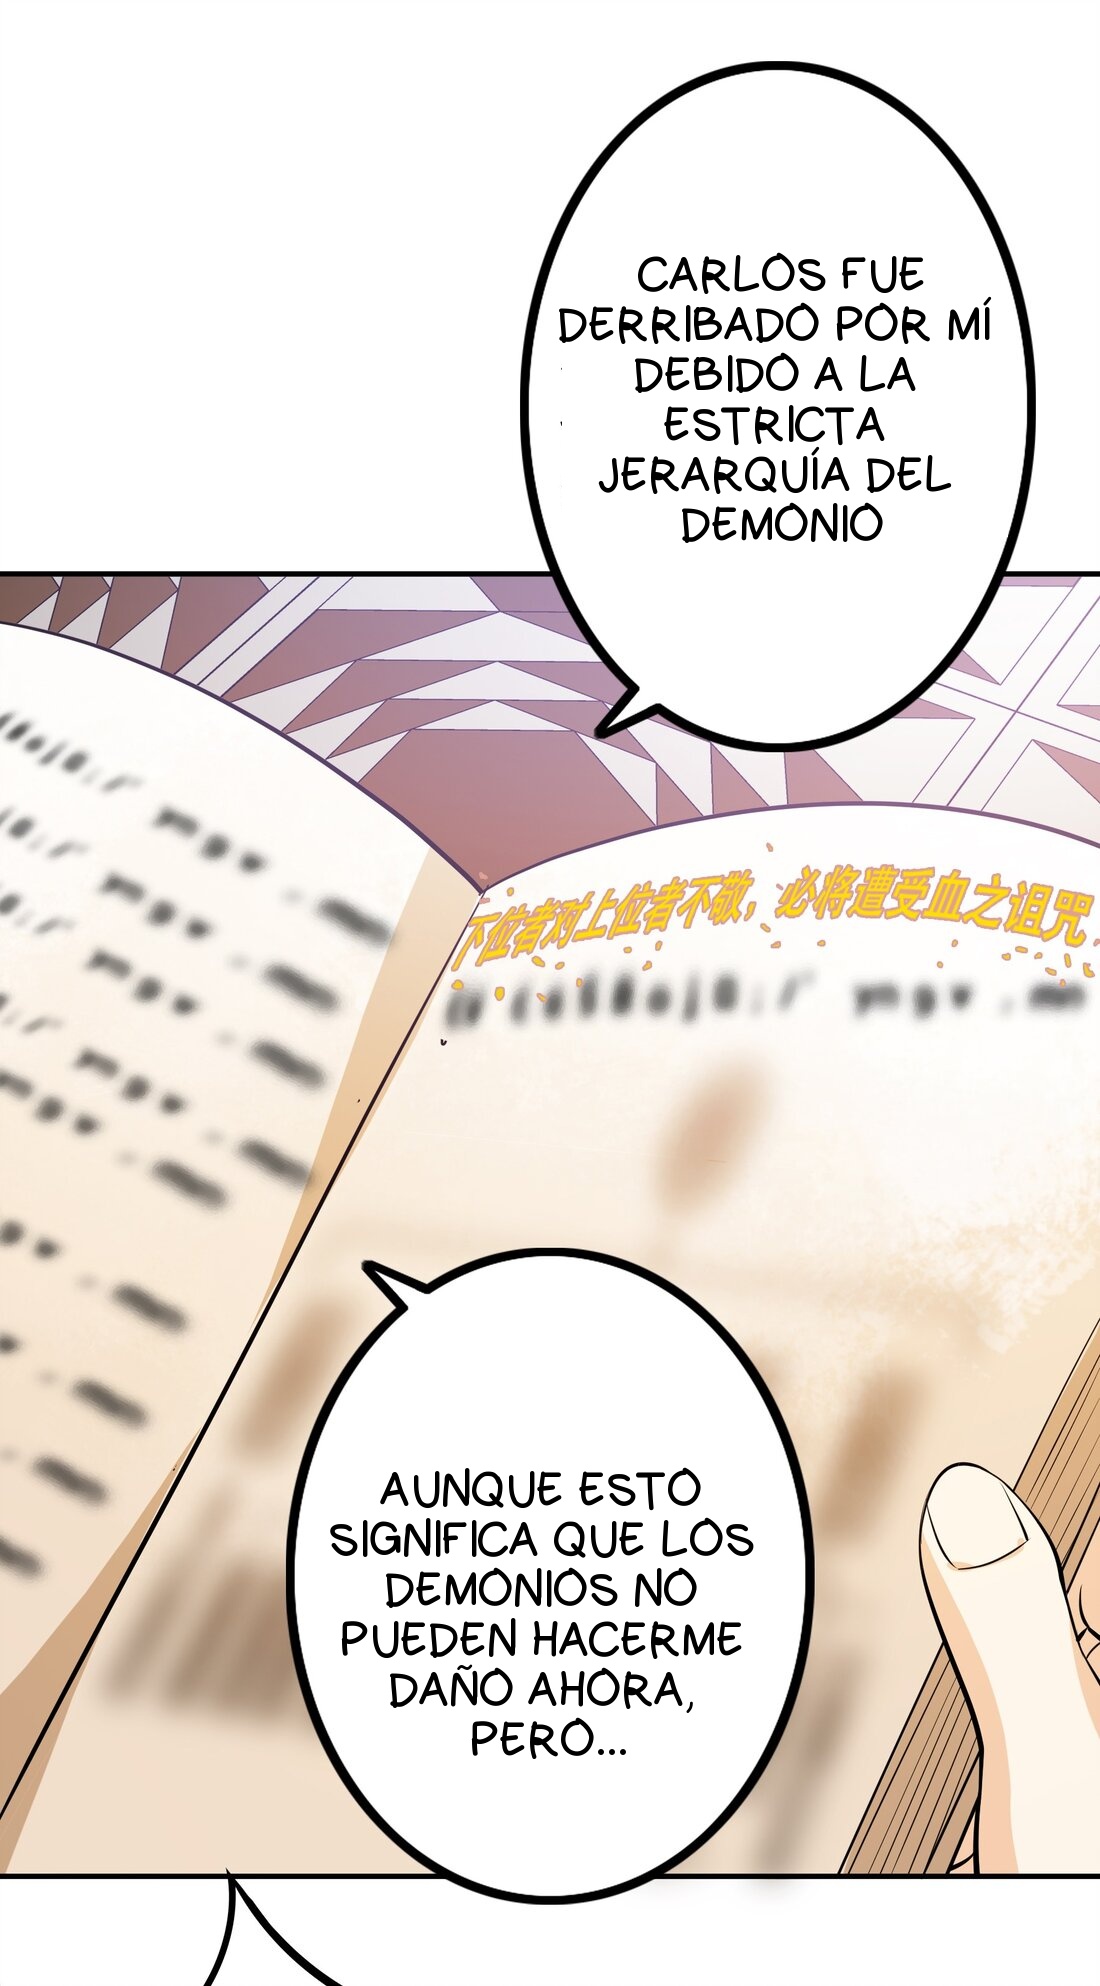 CARLOS FUE
DERRIBADO POR MÍ
DEBIDO A LA
ESTRICTA
JERARQUÍA DEL
DEMONIO
下位者对上位者不敬，必将遭受血之诅咒
AUNQUE ESTO
SIGNIFICA QUE LOS
DEMONIOS NO
PUEDEN HACERME
DAÑO AHORA,
PERO...